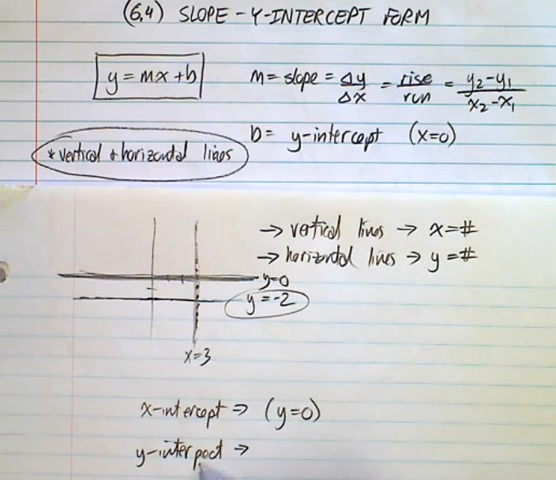 (6,4) SLOPE - Y-INTERCEPT FORM
y = mx + b
m = slope = Δy/Δx = rise/run = y₂-y₁/x₂-x₁
b = y-intercept (x=0)
* vertical + horizontal lines
→ vertical lines → x = #
→ horizontal lines → y = #
y=0
y = -2
x=3
x-intercept → (y=0)
y-interpact →